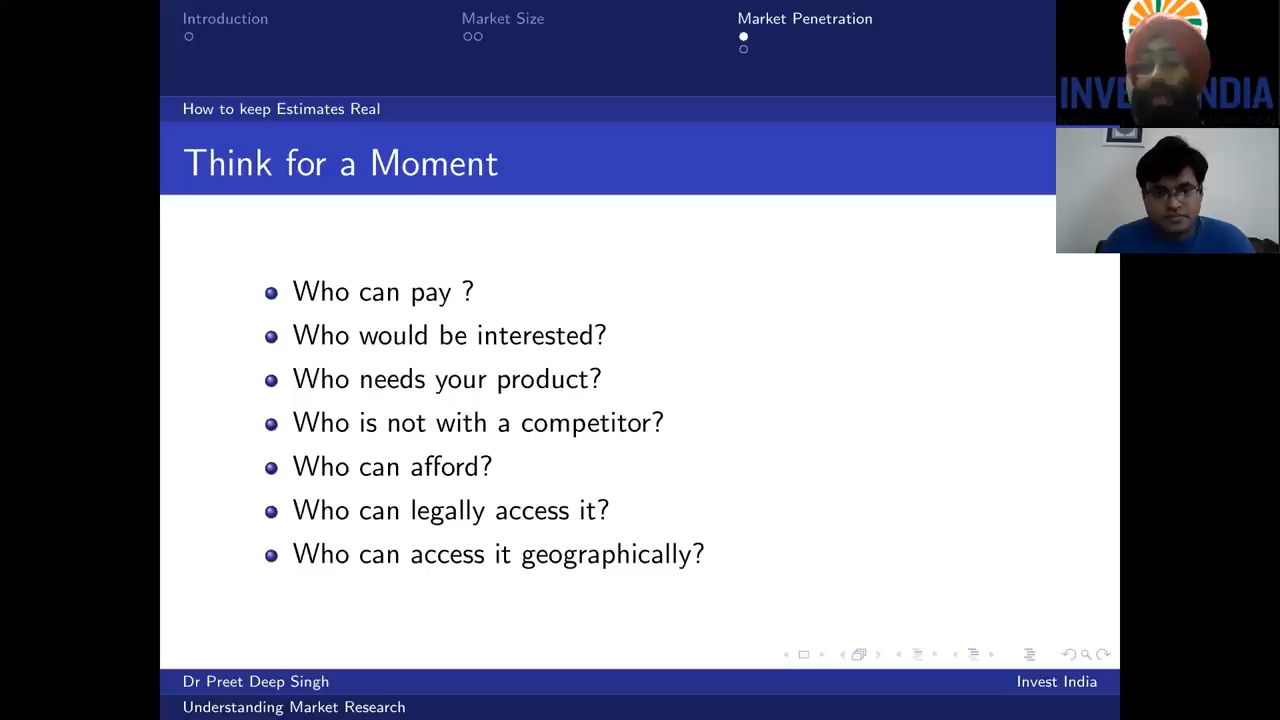 Introduction
Market Size
Market Penetration
How to keep Estimates Real
Think for a Moment
Who can pay ?
Who would be interested?
Who needs your product?
Who is not with a competitor?
Who can afford?
Who can legally access it?
Who can access it geographically?
Dr Preet Deep Singh
Invest India
Understanding Market Research